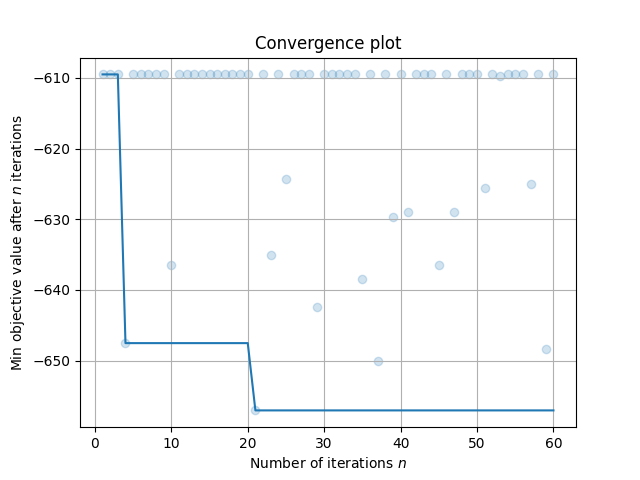 Convergence plot
−610
−620
−630
−640
−650
Min objective value after n iterations
0 10 20 30 40 50 60
Number of iterations n